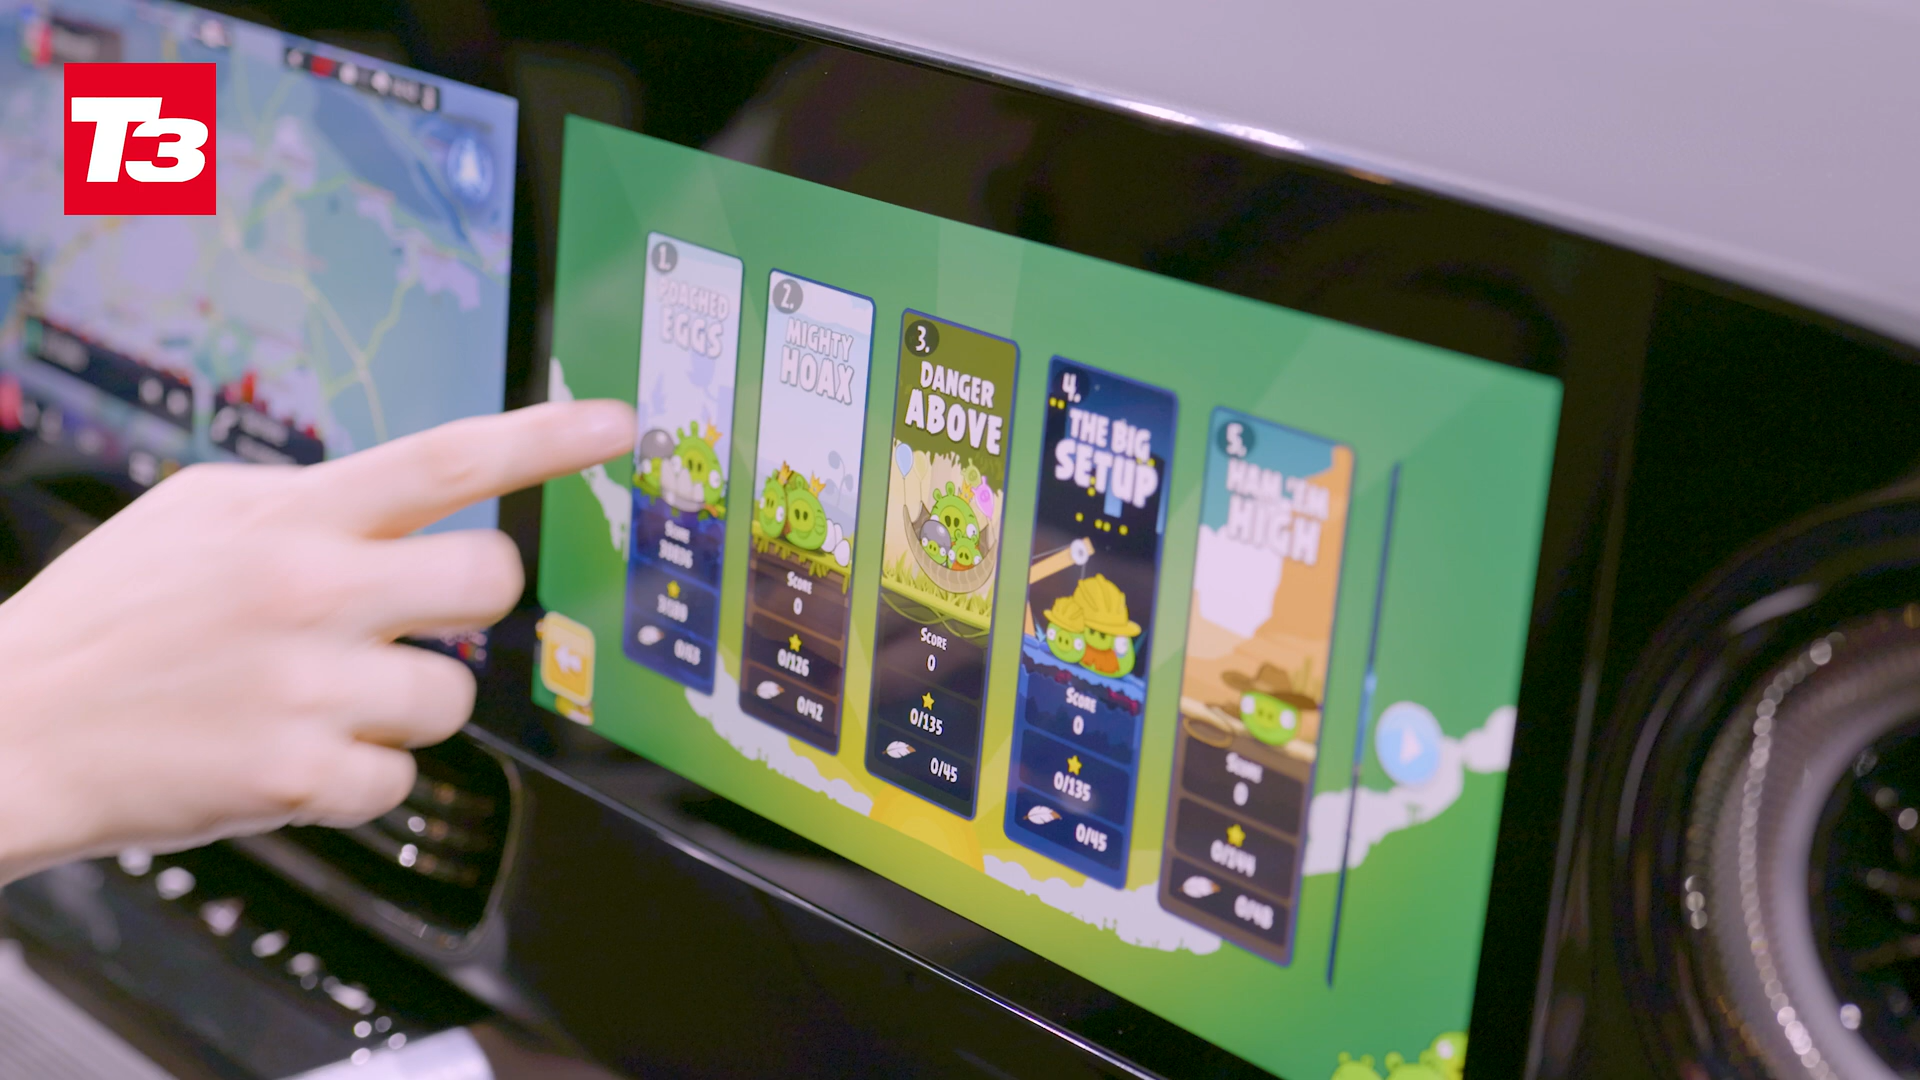 T3
1.
POACHED
EGGS
SCORE
2.
MIGHTY
HOAX
SCORE
0
0/126
0/42
3.
DANGER
ABOVE
SCORE
0
0/135
0/45
4.
THE BIG
SETUP
SCORE
0
0/135
0/45
5.
HAM 'EM
HIGH
SCORE
0
0/144
0/48